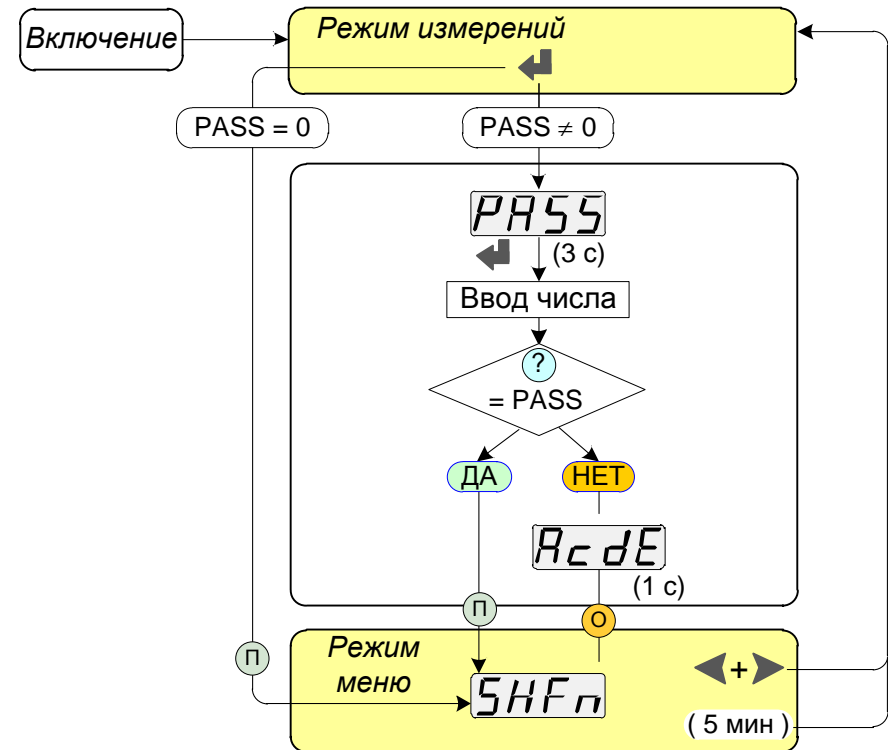 Включение
Режим измерений
PASS = 0
PASS ≠ 0
PASS
(3 с)
Ввод числа
?
= PASS
ДА
НЕТ
AcdE
(1 с)
П
О
П
Режим
меню
SHFn
+
( 5 мин )